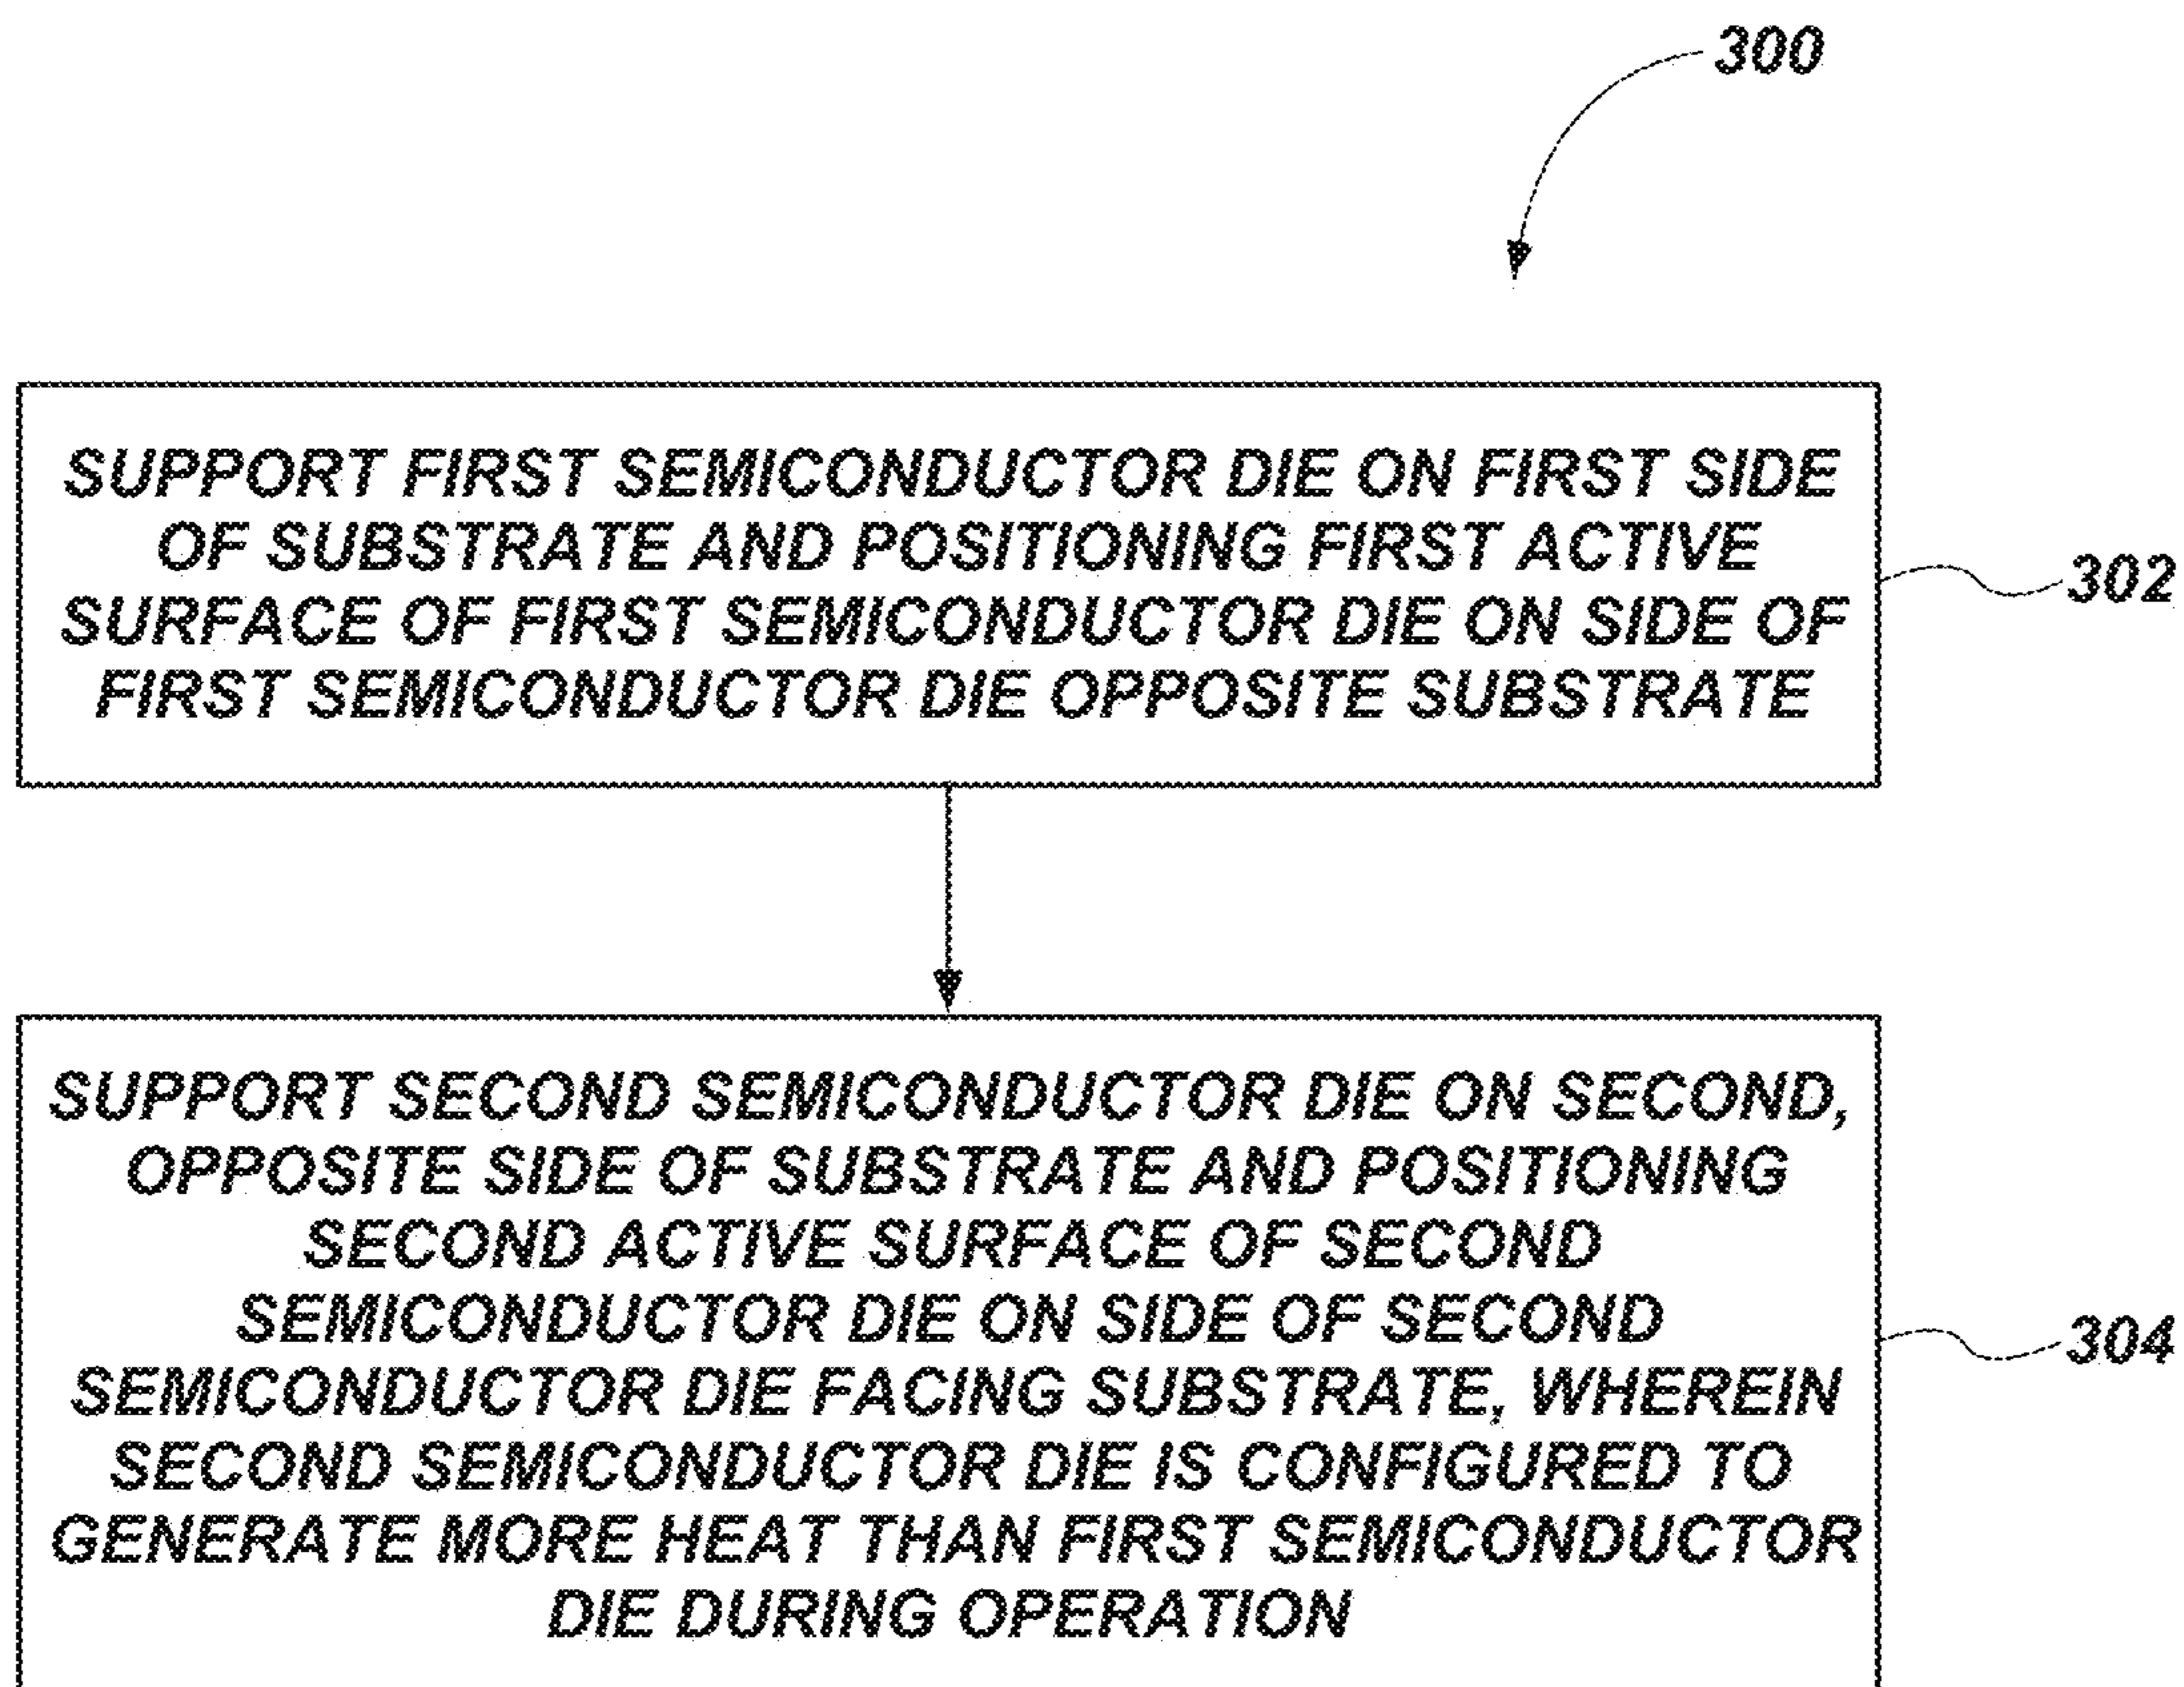 300
SUPPORT FIRST SEMICONDUCTOR DIE ON FIRST SIDE
OF SUBSTRATE AND POSITIONING FIRST ACTIVE
SURFACE OF FIRST SEMICONDUCTOR DIE ON SIDE OF
FIRST SEMICONDUCTOR DIE OPPOSITE SUBSTRATE
302
SUPPORT SECOND SEMICONDUCTOR DIE ON SECOND,
OPPOSITE SIDE OF SUBSTRATE AND POSITIONING
SECOND ACTIVE SURFACE OF SECOND
SEMICONDUCTOR DIE ON SIDE OF SECOND
SEMICONDUCTOR DIE FACING SUBSTRATE, WHEREIN
SECOND SEMICONDUCTOR DIE IS CONFIGURED TO
GENERATE MORE HEAT THAN FIRST SEMICONDUCTOR
DIE DURING OPERATION
304